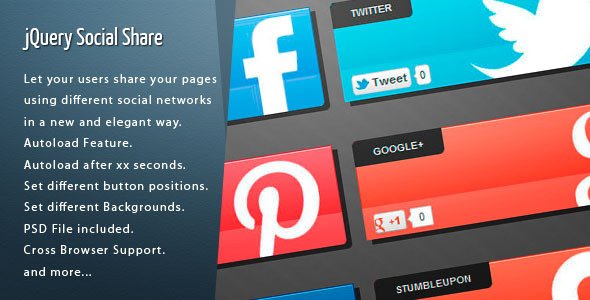 jQuery Social Share
Let your users share your pages
using different social networks
in a new and elegant way.
Autoload Feature.
Autoload after xx seconds.
Set different button positions.
Set different Backgrounds.
PSD File included.
Cross Browser Support.
and more...
TWITTER
Tweet 0
GOOGLE+
g +1 0
STUMBLEUPON